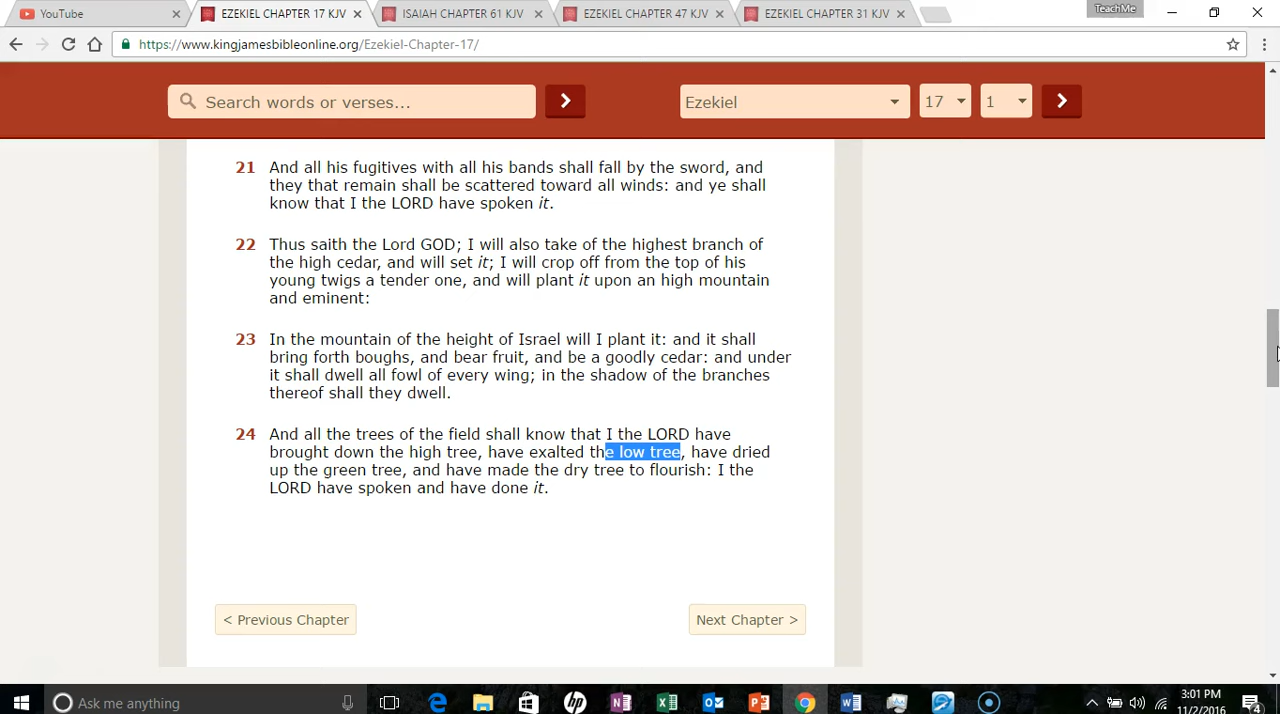 YouTube
EZEKIEL CHAPTER 17 KJV
ISAIAH CHAPTER 61 KJV
EZEKIEL CHAPTER 47 KJV
EZEKIEL CHAPTER 31 KJV
TeachMe
https://www.kingjamesbibleonline.org/Ezekiel-Chapter-17/
Search words or verses...
Ezekiel
17
1
21 And all his fugitives with all his bands shall fall by the sword, and
they that remain shall be scattered toward all winds: and ye shall
know that I the LORD have spoken it.
22 Thus saith the Lord GOD; I will also take of the highest branch of
the high cedar, and will set it; I will crop off from the top of his
young twigs a tender one, and will plant it upon an high mountain
and eminent:
23 In the mountain of the height of Israel will I plant it: and it shall
bring forth boughs, and bear fruit, and be a goodly cedar: and under
it shall dwell all fowl of every wing; in the shadow of the branches
thereof shall they dwell.
24 And all the trees of the field shall know that I the LORD have
brought down the high tree, have exalted the low tree, have dried
up the green tree, and have made the dry tree to flourish: I the
LORD have spoken and have done it.
< Previous Chapter
Next Chapter >
Ask me anything
3:01 PM
11/2/2016
4